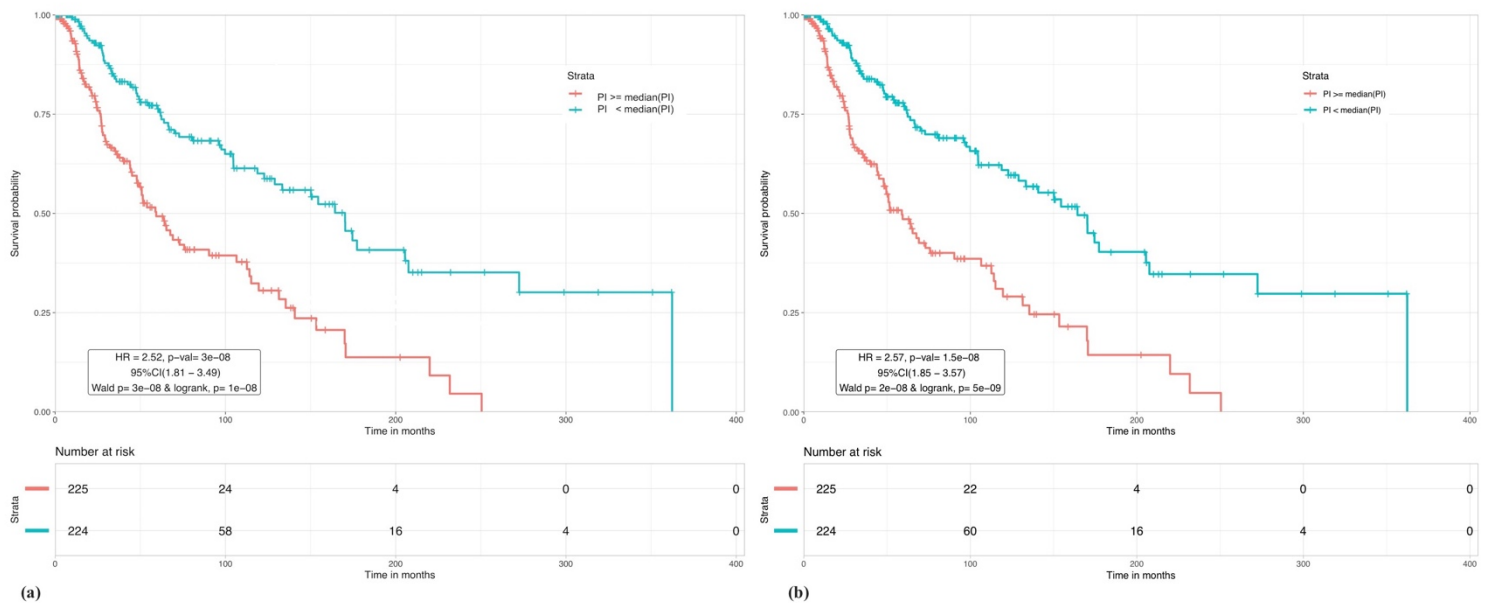 1.00
0.75
0.50
0.25
0.00
Survival probability
Strata
PI >= median(PI)
PI < median(PI)
HR = 2.52, p-val= 3e-08
95%CI(1.81 − 3.49)
Wald p= 3e-08 & logrank, p= 1e-08
0 100 200 300 400
Time in months
Number at risk
Strata
225 24 4 0 0
224 58 16 4 0
0 100 200 300 400
Time in months
(a)
1.00
0.75
0.50
0.25
0.00
Survival probability
Strata
PI >= median(PI)
PI < median(PI)
HR = 2.57, p-val= 1.5e-08
95%CI(1.85 − 3.57)
Wald p= 2e-08 & logrank, p= 5e-09
0 100 200 300 400
Time in months
Number at risk
Strata
225 22 4 0 0
224 60 16 4 0
0 100 200 300 400
Time in months
(b)